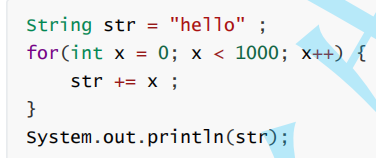 String str = "hello" ;
for(int x = 0; x < 1000; x++) {
    str += x ;
}
System.out.println(str);